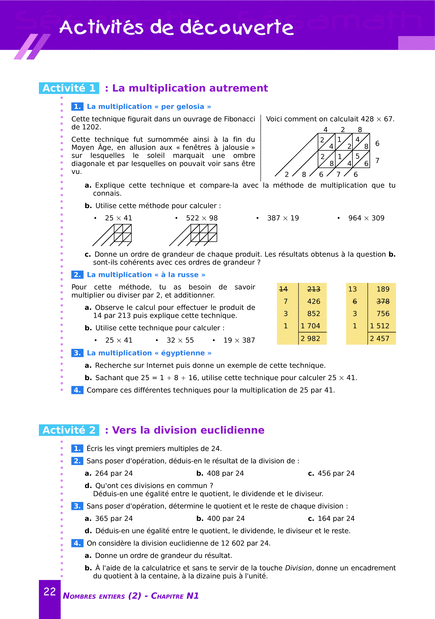 Activités de découverte
Activité 1 : La multiplication autrement
1. La multiplication « per gelosia »
Cette technique figurait dans un ouvrage de Fibonacci
de 1202.
Cette technique fut surnommée ainsi à la fin du
Moyen Âge, en allusion aux « fenêtres à jalousie »
sur lesquelles le soleil marquait une ombre
diagonale et par lesquelles on pouvait voir sans être
vu.
Voici comment on calculait 428 × 67.
4 2 8
2 1 4 6
4 2 8
2 1 5 7
8 4 6
2 / 8 / 6 / 7 / 6
a. Explique cette technique et compare-la avec la méthode de multiplication que tu
connais.
b. Utilise cette méthode pour calculer :
• 25 × 41 • 522 × 98 • 387 × 19 • 964 × 309
c. Donne un ordre de grandeur de chaque produit. Les résultats obtenus à la question b.
sont-ils cohérents avec ces ordres de grandeur ?
2. La multiplication « à la russe »
Pour cette méthode, tu as besoin de savoir
multiplier ou diviser par 2, et additionner.
a. Observe le calcul pour effectuer le produit de
14 par 213 puis explique cette technique.
b. Utilise cette technique pour calculer :
• 25 × 41 • 32 × 55 • 19 × 387
14 213
7 426
3 852
1 1 704
2 982
13 189
6 378
3 756
1 1 512
2 457
3. La multiplication « égyptienne »
a. Recherche sur Internet puis donne un exemple de cette technique.
b. Sachant que 25 = 1 + 8 + 16, utilise cette technique pour calculer 25 × 41.
4. Compare ces différentes techniques pour la multiplication de 25 par 41.
Activité 2 : Vers la division euclidienne
1. Écris les vingt premiers multiples de 24.
2. Sans poser d'opération, déduis-en le résultat de la division de :
a. 264 par 24 b. 408 par 24 c. 456 par 24
d. Qu'ont ces divisions en commun ?
Déduis-en une égalité entre le quotient, le dividende et le diviseur.
3. Sans poser d'opération, détermine le quotient et le reste de chaque division :
a. 365 par 24 b. 400 par 24 c. 164 par 24
d. Déduis-en une égalité entre le quotient, le dividende, le diviseur et le reste.
4. On considère la division euclidienne de 12 602 par 24.
a. Donne un ordre de grandeur du résultat.
b. À l'aide de la calculatrice et sans te servir de la touche Division, donne un encadrement
du quotient à la centaine, à la dizaine puis à l'unité.
22 Nombres entiers (2) - Chapitre N1